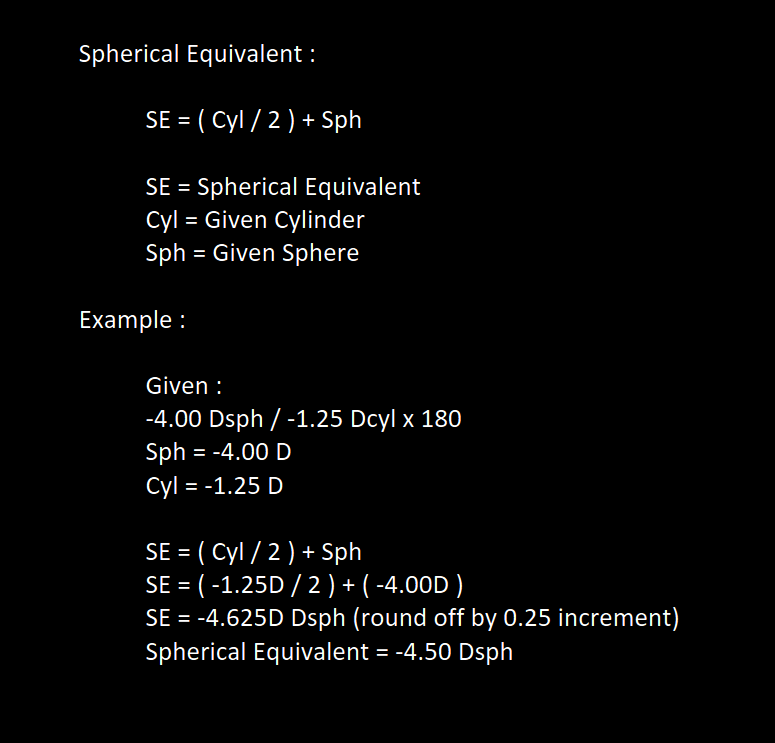 Spherical Equivalent :
SE = ( Cyl / 2 ) + Sph
SE = Spherical Equivalent
Cyl = Given Cylinder
Sph = Given Sphere
Example :
Given :
-4.00 Dsph / -1.25 Dcyl x 180
Sph = -4.00 D
Cyl = -1.25 D
SE = ( Cyl / 2 ) + Sph
SE = ( -1.25D / 2 ) + ( -4.00D )
SE = -4.625D Dsph (round off by 0.25 increment)
Spherical Equivalent = -4.50 Dsph